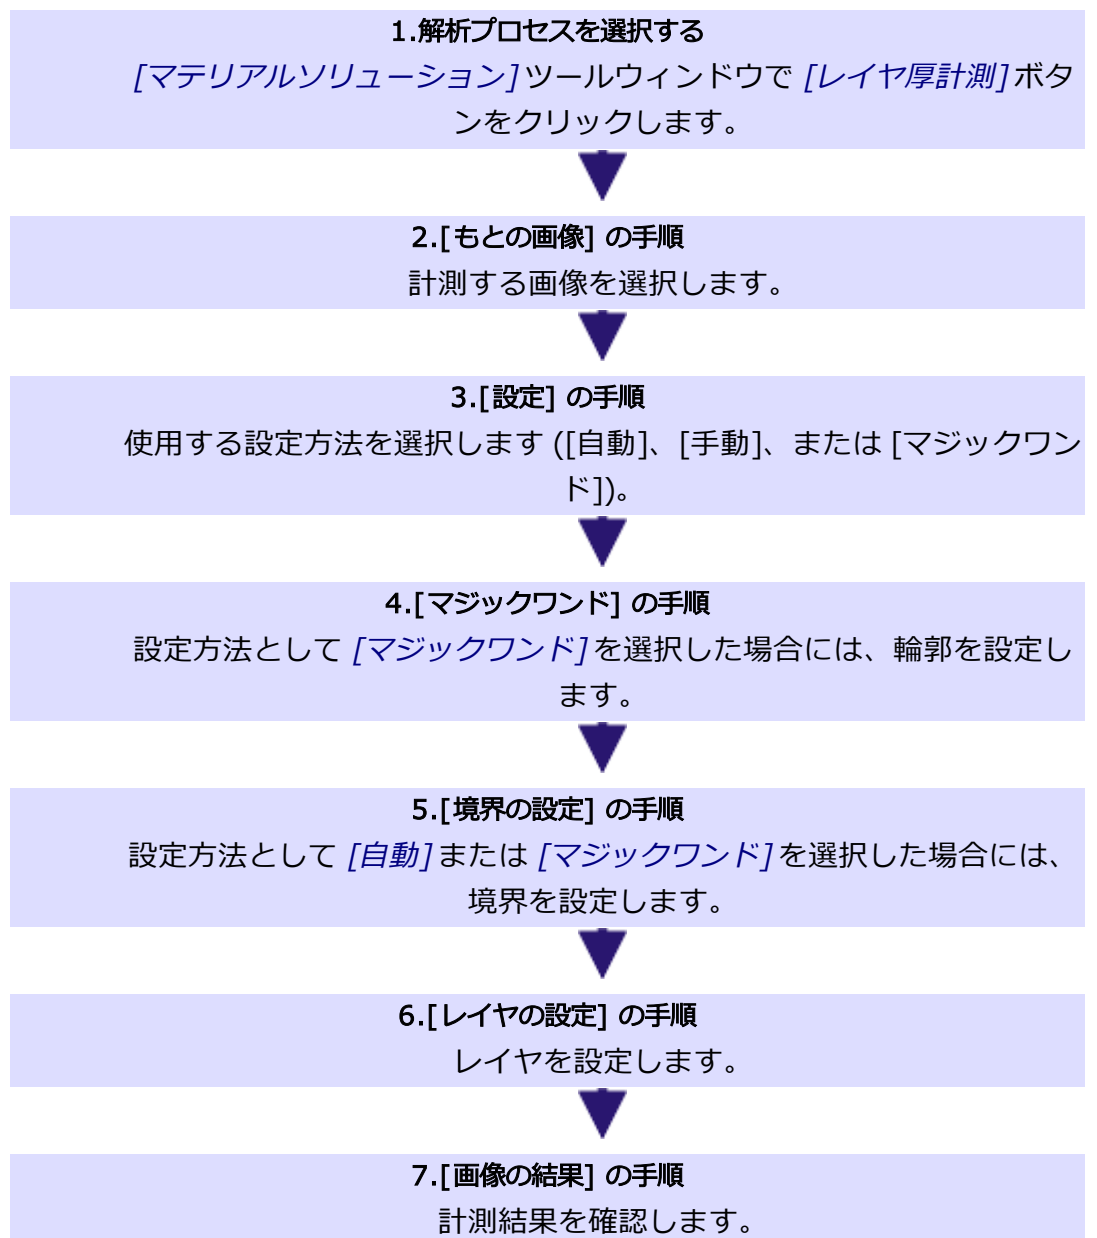 1.解析プロセスを選択する
[マテリアルソリューション]ツールウィンドウで [レイヤ厚計測]ボタ
ンをクリックします。
2.[もとの画像] の手順
計測する画像を選択します。
3.[設定] の手順
使用する設定方法を選択します ([自動]、[手動]、または [マジックワン
ド])。
4.[マジックワンド] の手順
設定方法として [マジックワンド]を選択した場合には、輪郭を設定し
ます。
5.[境界の設定] の手順
設定方法として [自動]または [マジックワンド]を選択した場合には、
境界を設定します。
6.[レイヤの設定] の手順
レイヤを設定します。
7.[画像の結果] の手順
計測結果を確認します。